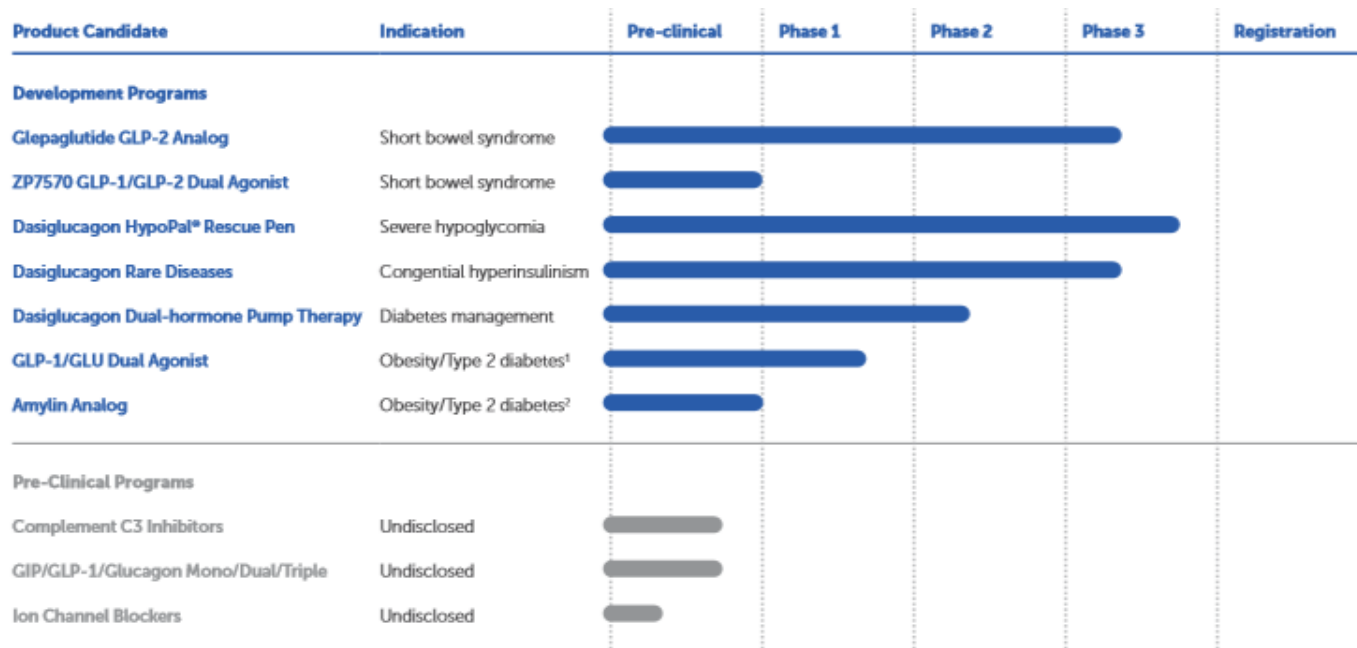 Product Candidate Indication Pre-clinical Phase 1 Phase 2 Phase 3 Registration
Development Programs
Glepaglutide GLP-2 Analog Short bowel syndrome
ZP7570 GLP-1/GLP-2 Dual Agonist Short bowel syndrome
Dasiglucagon HypoPal® Rescue Pen Severe hypoglycomia
Dasiglucagon Rare Diseases Congential hyperinsulinism
Dasiglucagon Dual-hormone Pump Therapy Diabetes management
GLP-1/GLU Dual Agonist Obesity/Type 2 diabetes¹
Amylin Analog Obesity/Type 2 diabetes²
Pre-Clinical Programs
Complement C3 Inhibitors Undisclosed
GIP/GLP-1/Glucagon Mono/Dual/Triple Undisclosed
Ion Channel Blockers Undisclosed